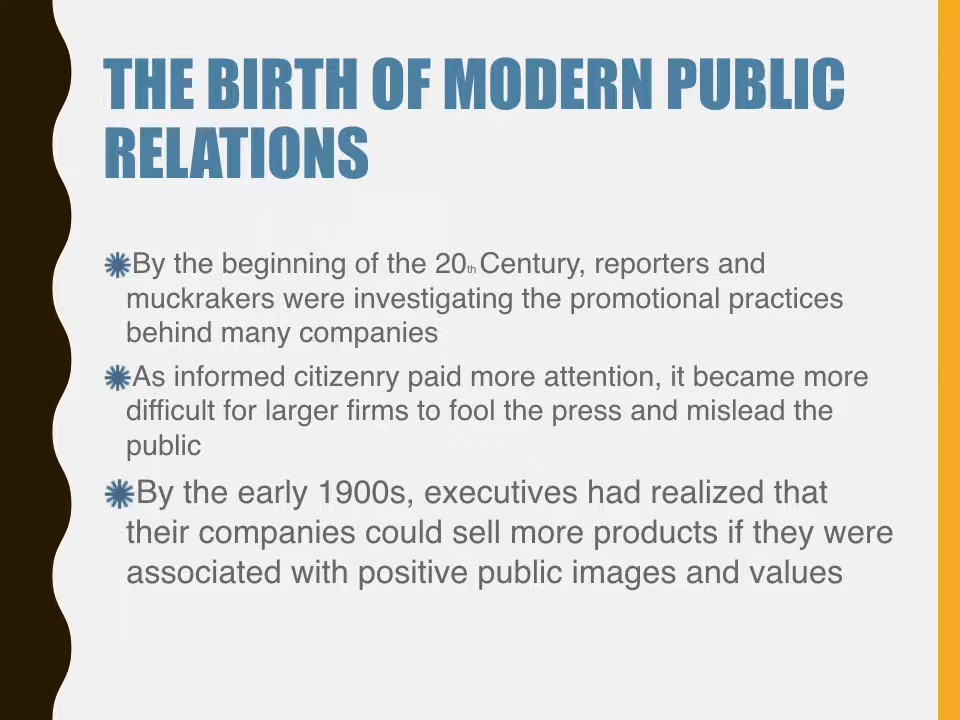 THE BIRTH OF MODERN PUBLIC
RELATIONS
By the beginning of the 20th Century, reporters and
muckrakers were investigating the promotional practices
behind many companies
As informed citizenry paid more attention, it became more
difficult for larger firms to fool the press and mislead the
public
By the early 1900s, executives had realized that
their companies could sell more products if they were
associated with positive public images and values